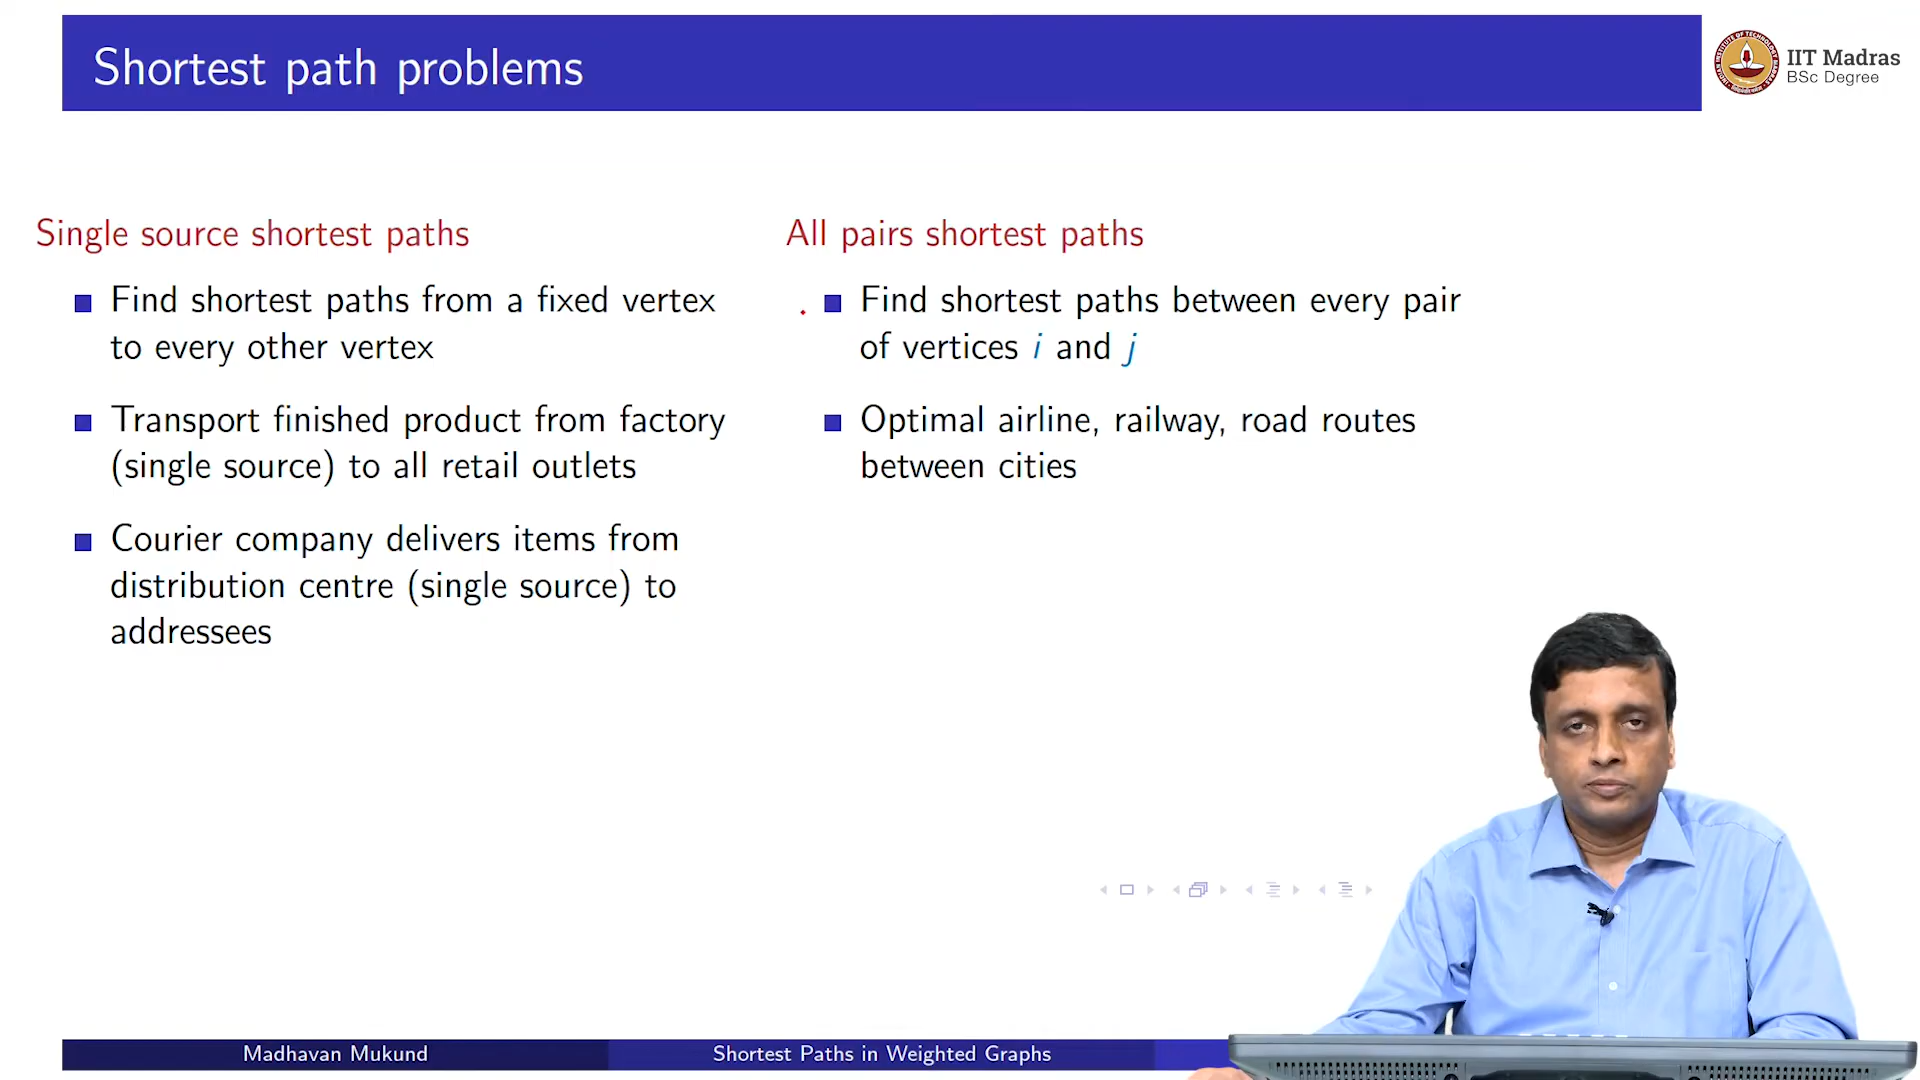 Shortest path problems
IIT Madras
BSc Degree
Single source shortest paths
Find shortest paths from a fixed vertex
to every other vertex
Transport finished product from factory
(single source) to all retail outlets
Courier company delivers items from
distribution centre (single source) to
addressees
All pairs shortest paths
Find shortest paths between every pair
of vertices i and j
Optimal airline, railway, road routes
between cities
Madhavan Mukund
Shortest Paths in Weighted Graphs